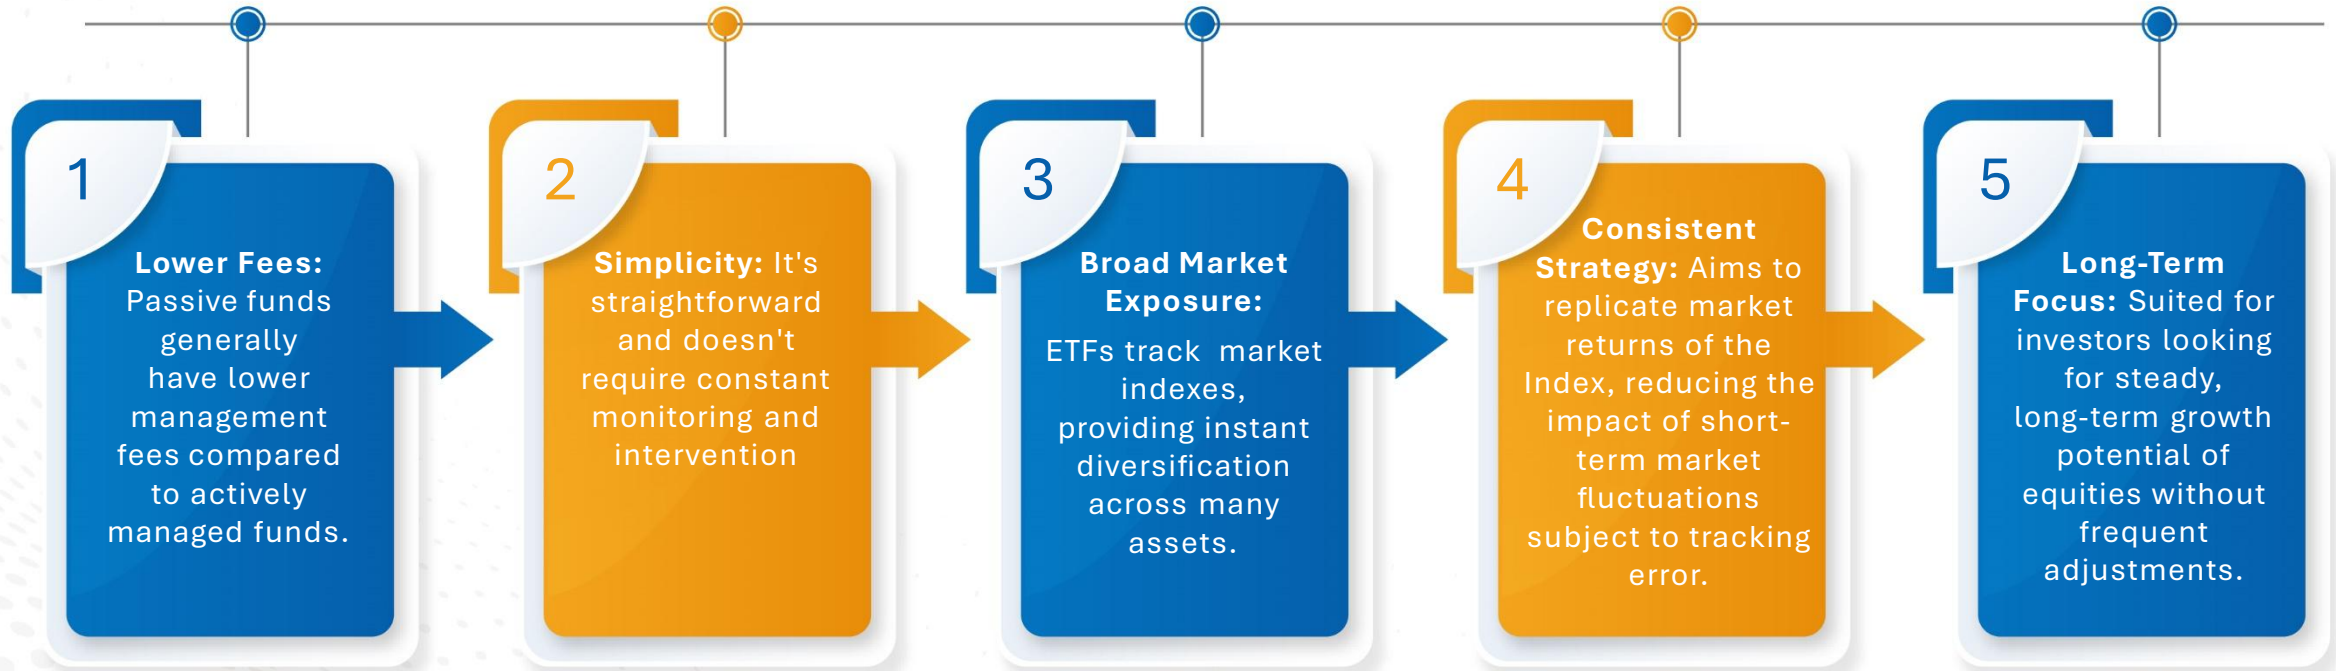 1
Lower Fees:
Passive funds
generally
have lower
management
fees compared
to actively
managed funds.
2
Simplicity: It's
straightforward
and doesn't
require constant
monitoring and
intervention
3
Broad Market
Exposure:
ETFs track  market
indexes,
providing instant
diversification
across many
assets.
4
Consistent
Strategy: Aims to
replicate market
returns of the
Index, reducing the
impact of short-
term market
fluctuations
subject to tracking
error.
5
Long-Term
Focus: Suited for
investors looking
for steady,
long-term growth
potential of
equities without
frequent
adjustments.